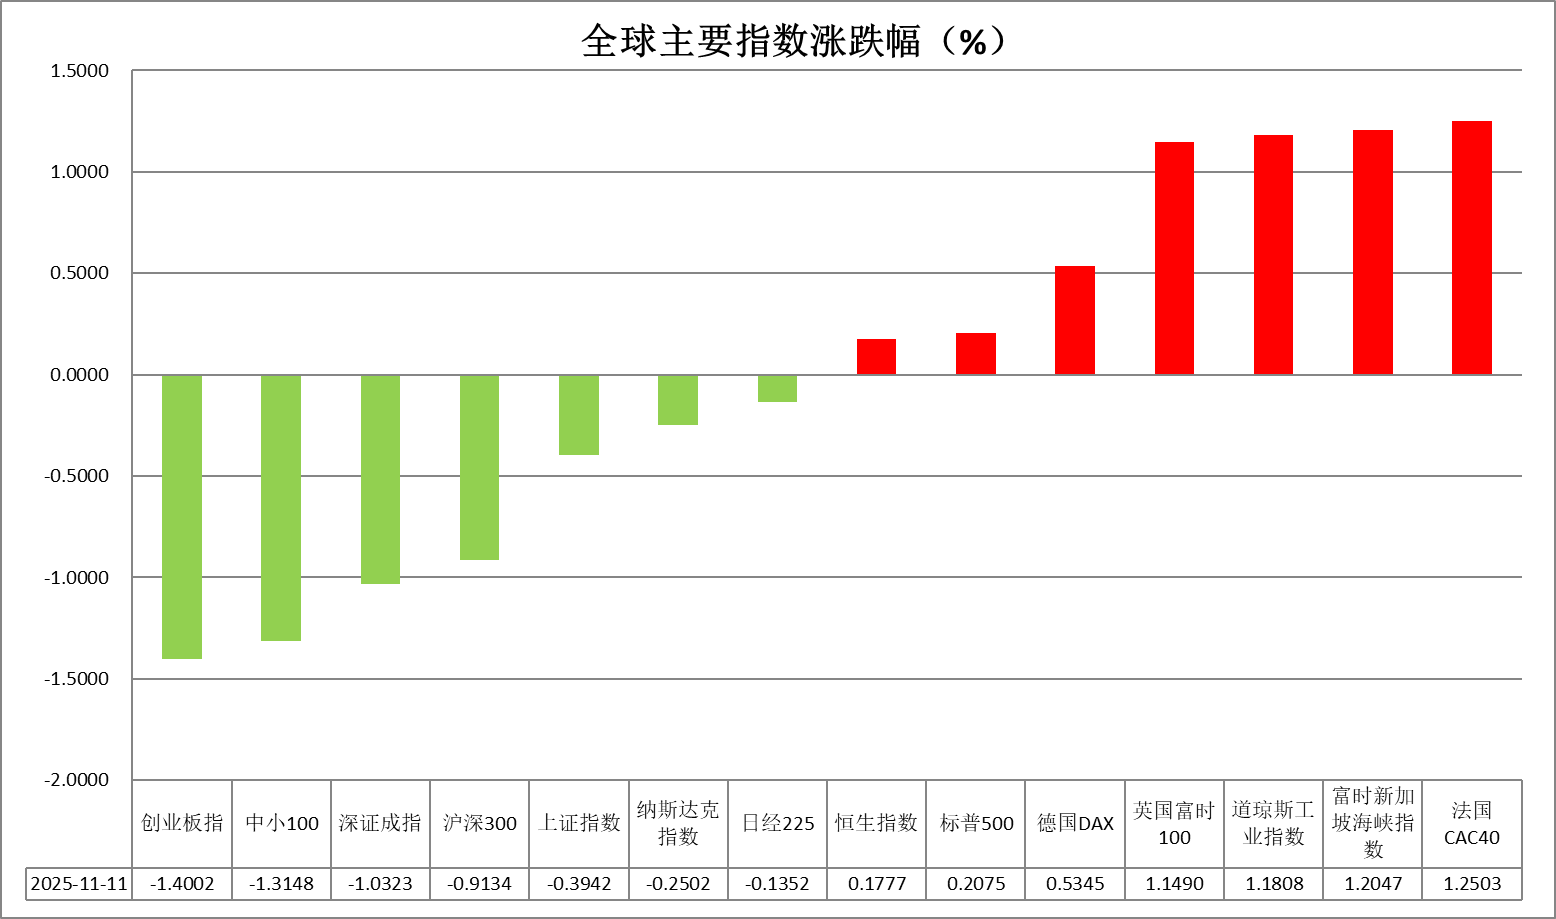 全球主要指数涨跌幅（%）
1.5000
1.0000
0.5000
0.0000
-0.5000
-1.0000
-1.5000
-2.0000
创业板指
中小100
深证成指
沪深300
上证指数
纳斯达克
指数
日经225
恒生指数
标普500
德国DAX
英国富时
100
道琼斯工
业指数
富时新加
坡海峡指
数
法国
CAC40
2025-11-11 -1.4002 -1.3148 -1.0323 -0.9134 -0.3942 -0.2502 -0.1352 0.1777 0.2075 0.5345 1.1490 1.1808 1.2047 1.2503